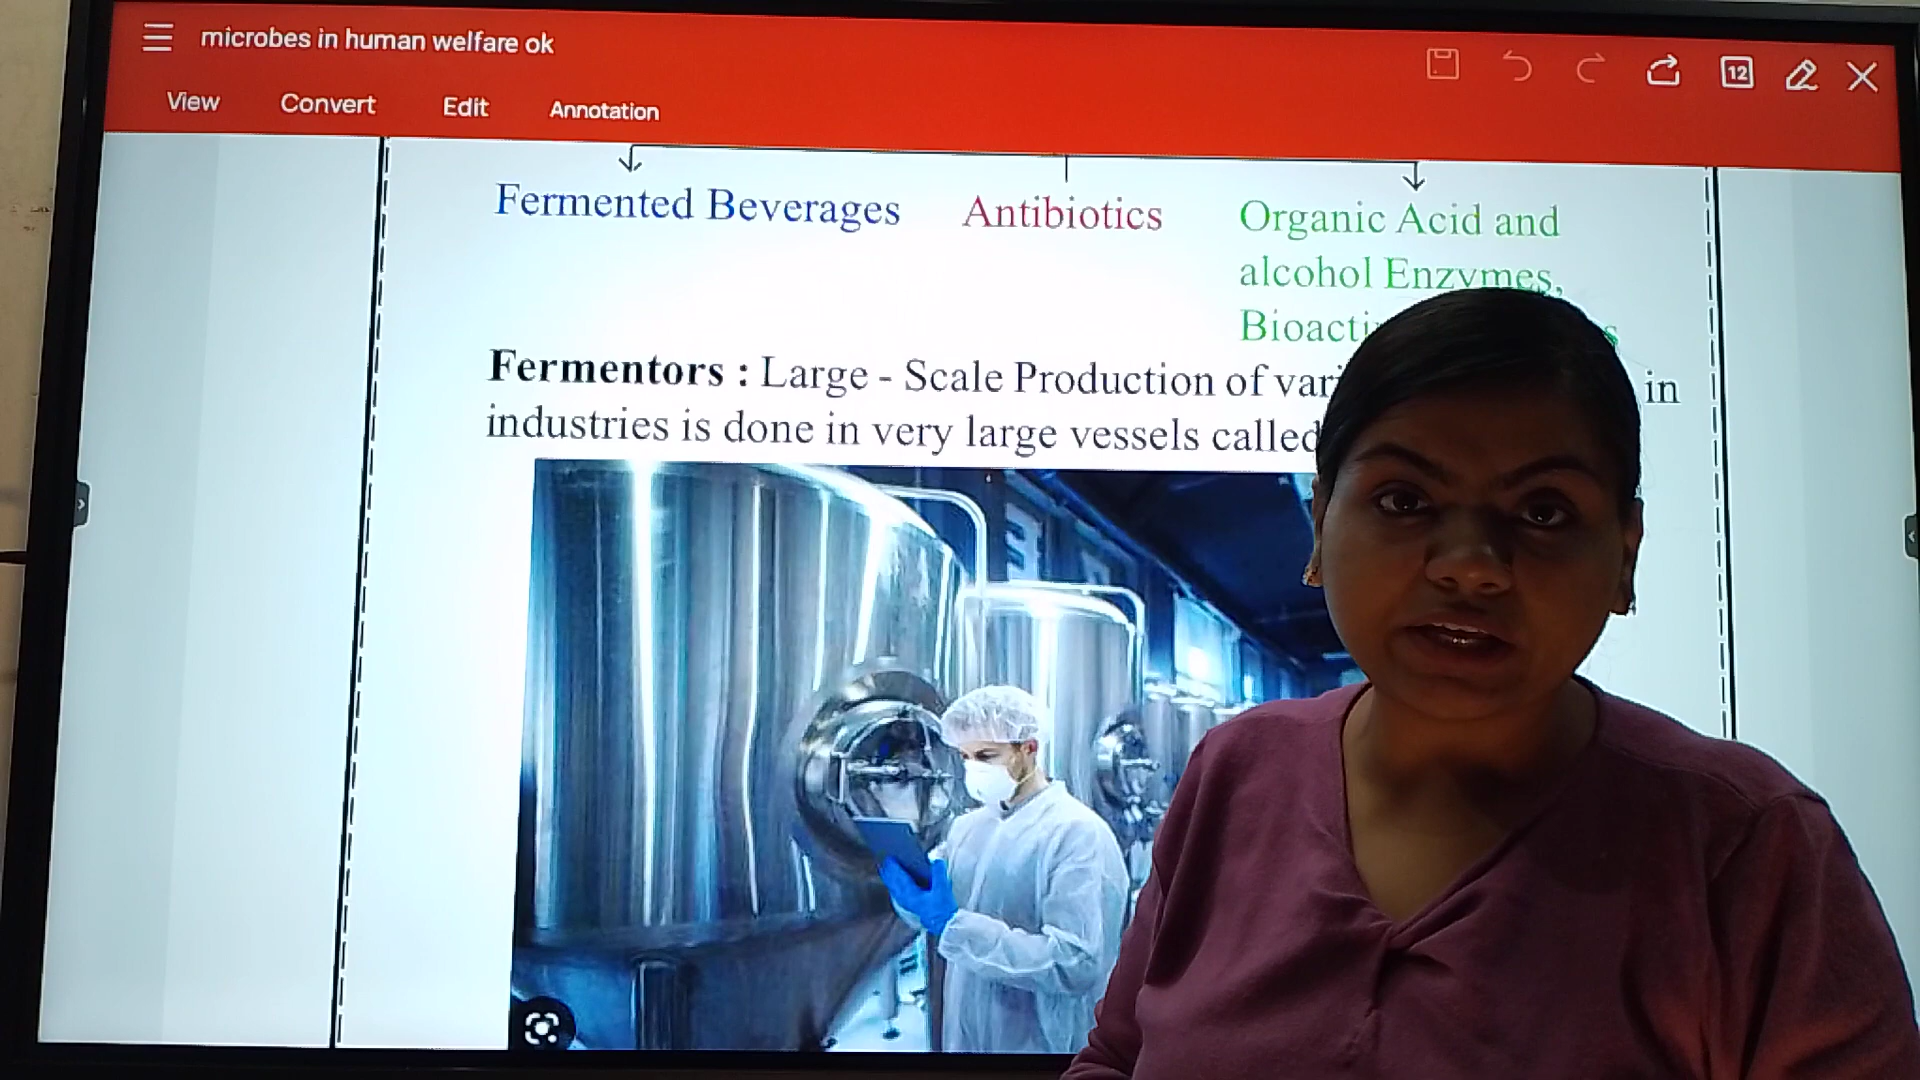 microbes in human welfare ok
12
View Convert Edit Annotation
Fermented Beverages Antibiotics Organic Acid and
alcohol Enzymes,
Fermentors : Large - Scale Production of in
industries is done in very large vessels called